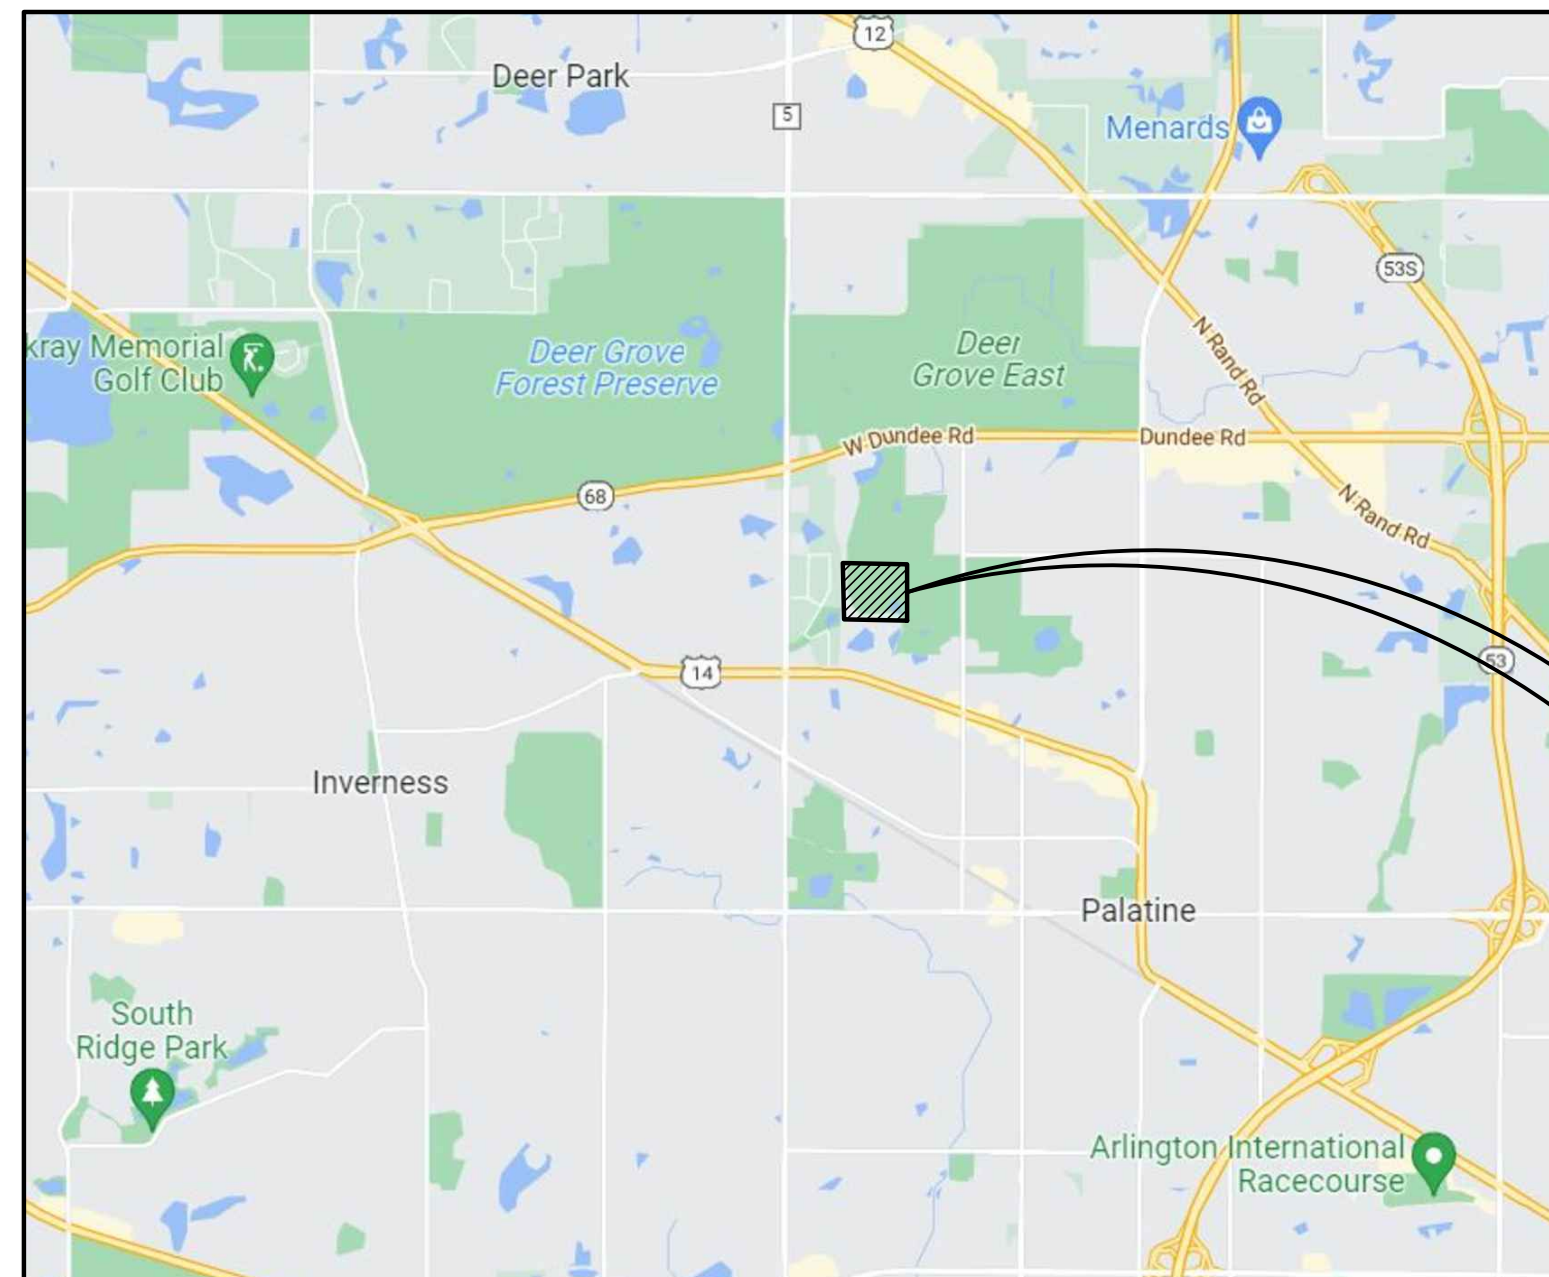 12
Deer Park
5
Menards
53S
kray Memorial
Golf Club
Deer Grove
Forest Preserve
Deer
Grove East
N Rand Rd
W Dundee Rd
Dundee Rd
68
N Rand Rd
53
14
Inverness
Palatine
South
Ridge Park
Arlington International
Racecourse